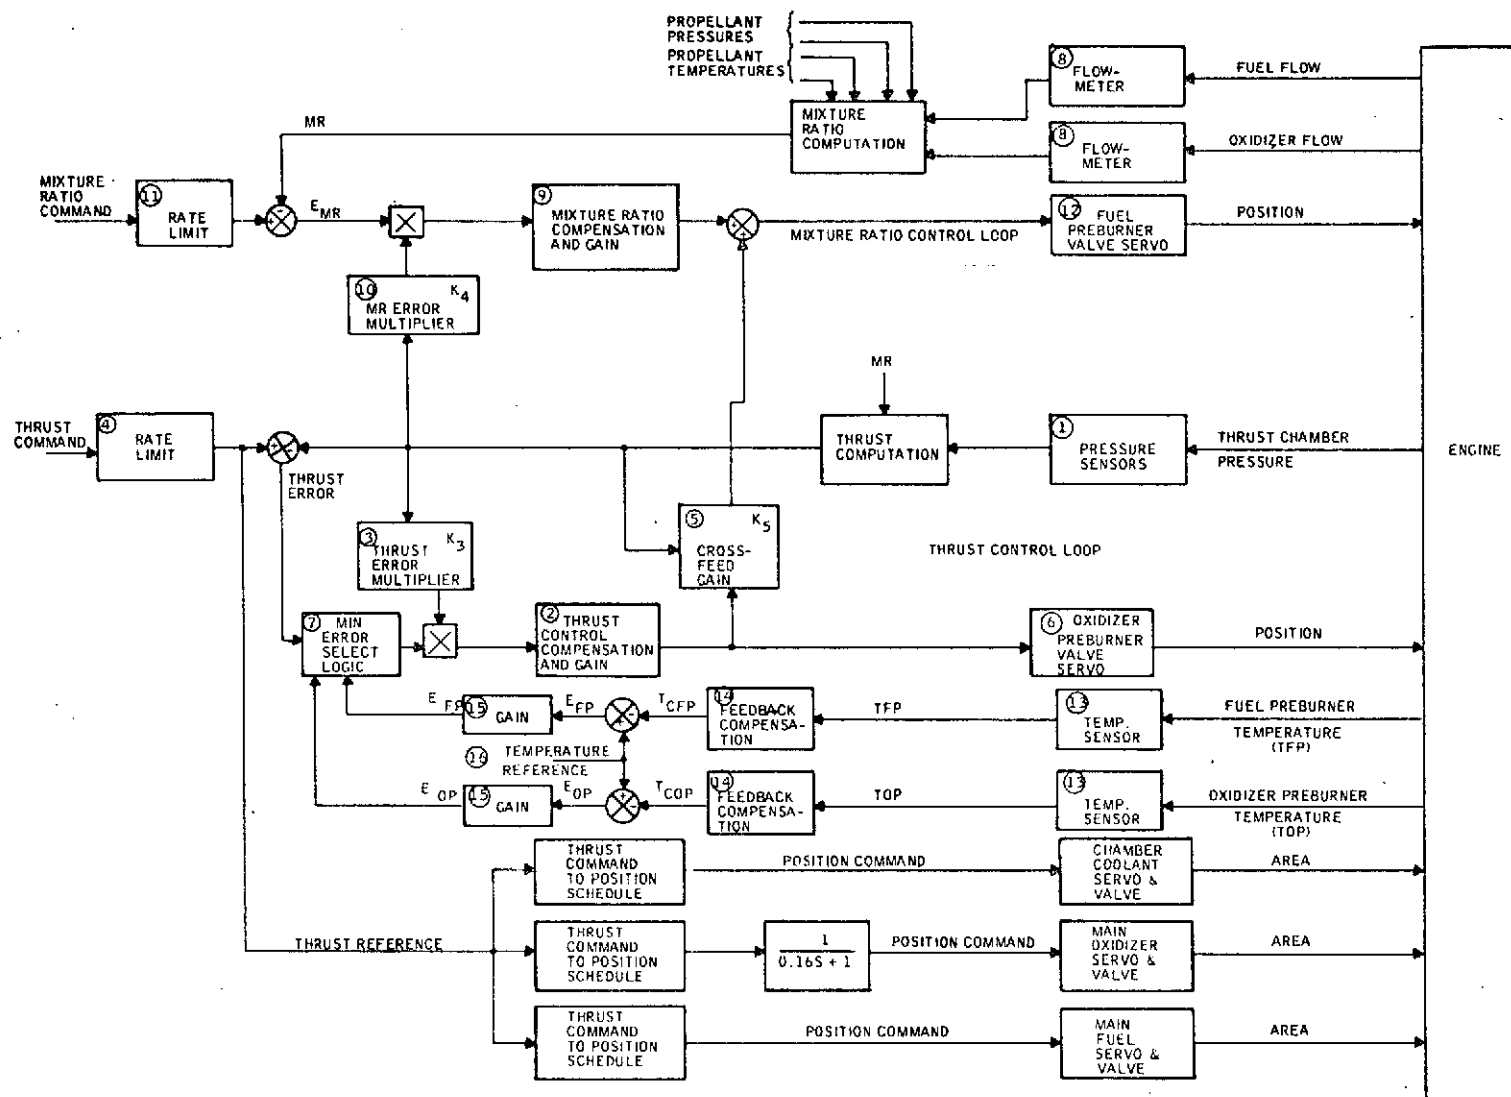 PROPELLANT
PRESSURES
PROPELLANT
TEMPERATURES
8
FLOW-
METER
FUEL FLOW
MIXTURE
RATIO
COMPUTATION
MR
8
FLOW-
METER
OXIDIZER FLOW
MIXTURE
RATIO
COMMAND
11
RATE
LIMIT
E MR
9
MIXTURE RATIO
COMPENSATION
AND GAIN
MIXTURE RATIO CONTROL LOOP
12
FUEL
PREBURNER
VALVE SERVO
POSITION
10 K4
MR ERROR
MULTIPLIER
MR
THRUST
COMMAND
4
RATE
LIMIT
THRUST
ERROR
THRUST
COMPUTATION
1
PRESSURE
SENSORS
THRUST CHAMBER
PRESSURE
ENGINE
3 K3
THRUST
ERROR
MULTIPLIER
5 K5
CROSS-
FEED
GAIN
THRUST CONTROL LOOP
7 MIN
ERROR
SELECT
LOGIC
2 THRUST
CONTROL
COMPENSATION
AND GAIN
6 OXIDIZER
PREBURNER
VALVE
SERVO
POSITION
E FP
15
GAIN
E FP
T CFP
14
FEEDBACK
COMPENSA-
TION
TFP
13
TEMP.
SENSOR
FUEL PREBURNER
TEMPERATURE
(TFP)
16 TEMPERATURE
REFERENCE
E OP
15
GAIN
E OP
T COP
14
FEEDBACK
COMPENSA-
TION
TOP
13
TEMP.
SENSOR
OXIDIZER PREBURNER
TEMPERATURE
(TOP)
THRUST
COMMAND
TO POSITION
SCHEDULE
POSITION COMMAND
CHAMBER
COOLANT
SERVO &
VALVE
AREA
THRUST REFERENCE
THRUST
COMMAND
TO POSITION
SCHEDULE
1
0.16S + 1
POSITION COMMAND
MAIN
OXIDIZER
SERVO &
VALVE
AREA
THRUST
COMMAND
TO POSITION
SCHEDULE
POSITION COMMAND
MAIN
FUEL
SERVO &
VALVE
AREA